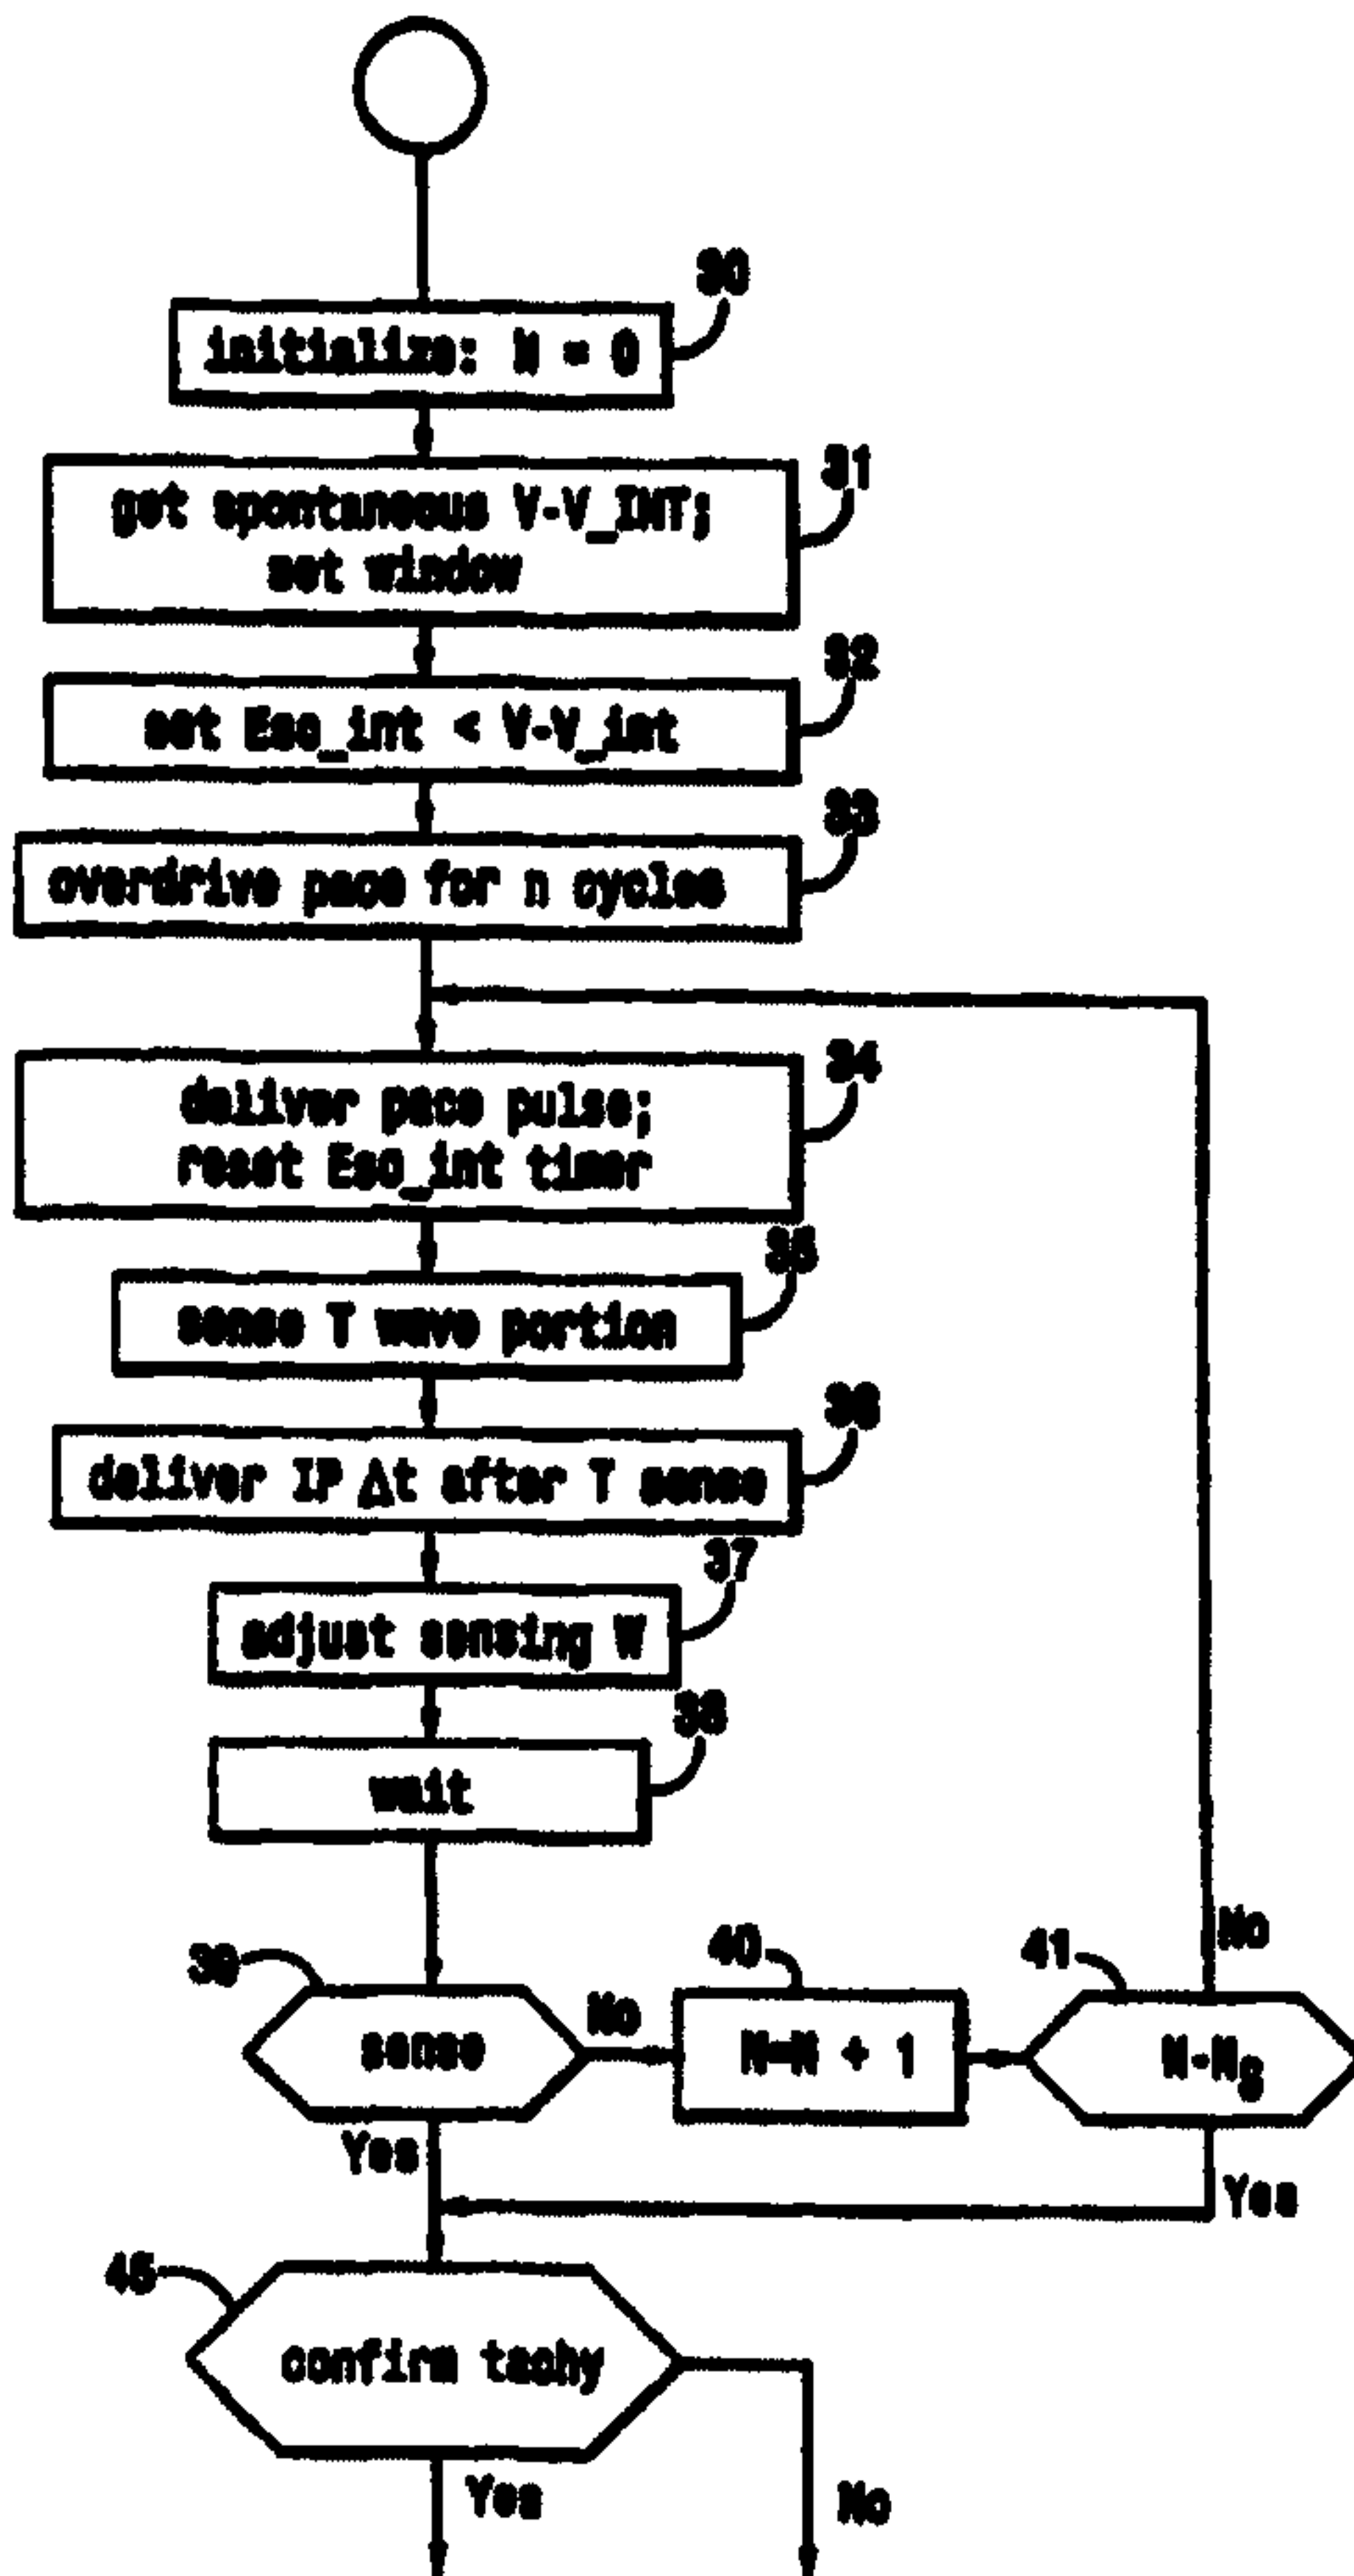 30
initialize: N = 0
31
get spontaneous V-V_INT;
set window
32
set Esc_int < V-V_int
33
overdrive pace for n cycles
34
deliver pace pulse;
reset Esc_int timer
35
sense T wave portion
36
deliver IP Δt after T sense
37
adjust sensing W
38
wait
39
sense
No
40
N=N + 1
41
No
Yes
Yes
45
confirm tachy
Yes
No